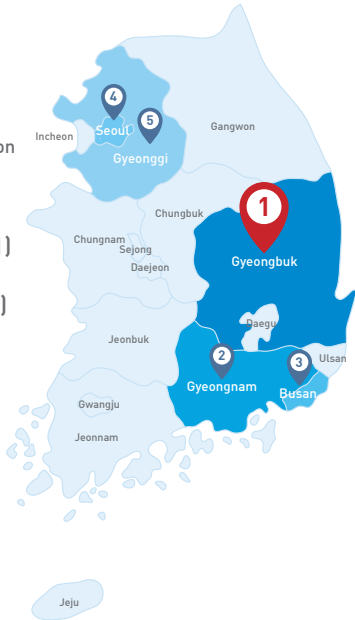 4
5
Seoul
Incheon
on
Gyeonggi
Gangwon
1
Chungbuk
)
Chungnam
Sejong
Daejeon
Gyeongbuk
)
Daegu
Jeonbuk
2
3
Ulsan
Gyeongnam
Busan
Gwangju
Jeonnam
Jeju